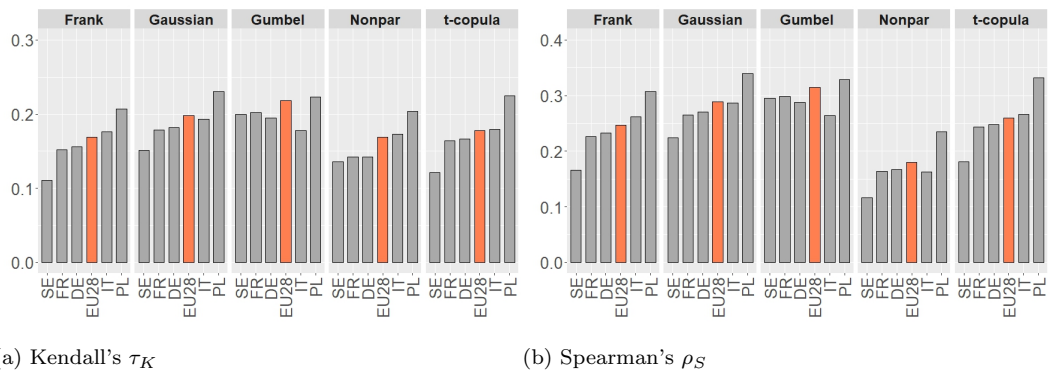 Frank Gaussian Gumbel Nonpar t-copula
0.3
0.2
0.1
0.0
SE FR DE EU28 IT PL SE FR DE EU28 IT PL SE FR DE EU28 IT PL SE FR DE EU28 IT PL SE FR DE EU28 IT PL
(a) Kendall's τ_K
Frank Gaussian Gumbel Nonpar t-copula
0.4
0.3
0.2
0.1
0.0
SE FR DE EU28 IT PL SE FR DE EU28 IT PL SE FR DE EU28 IT PL SE FR DE EU28 IT PL SE FR DE EU28 IT PL
(b) Spearman's ρ_S